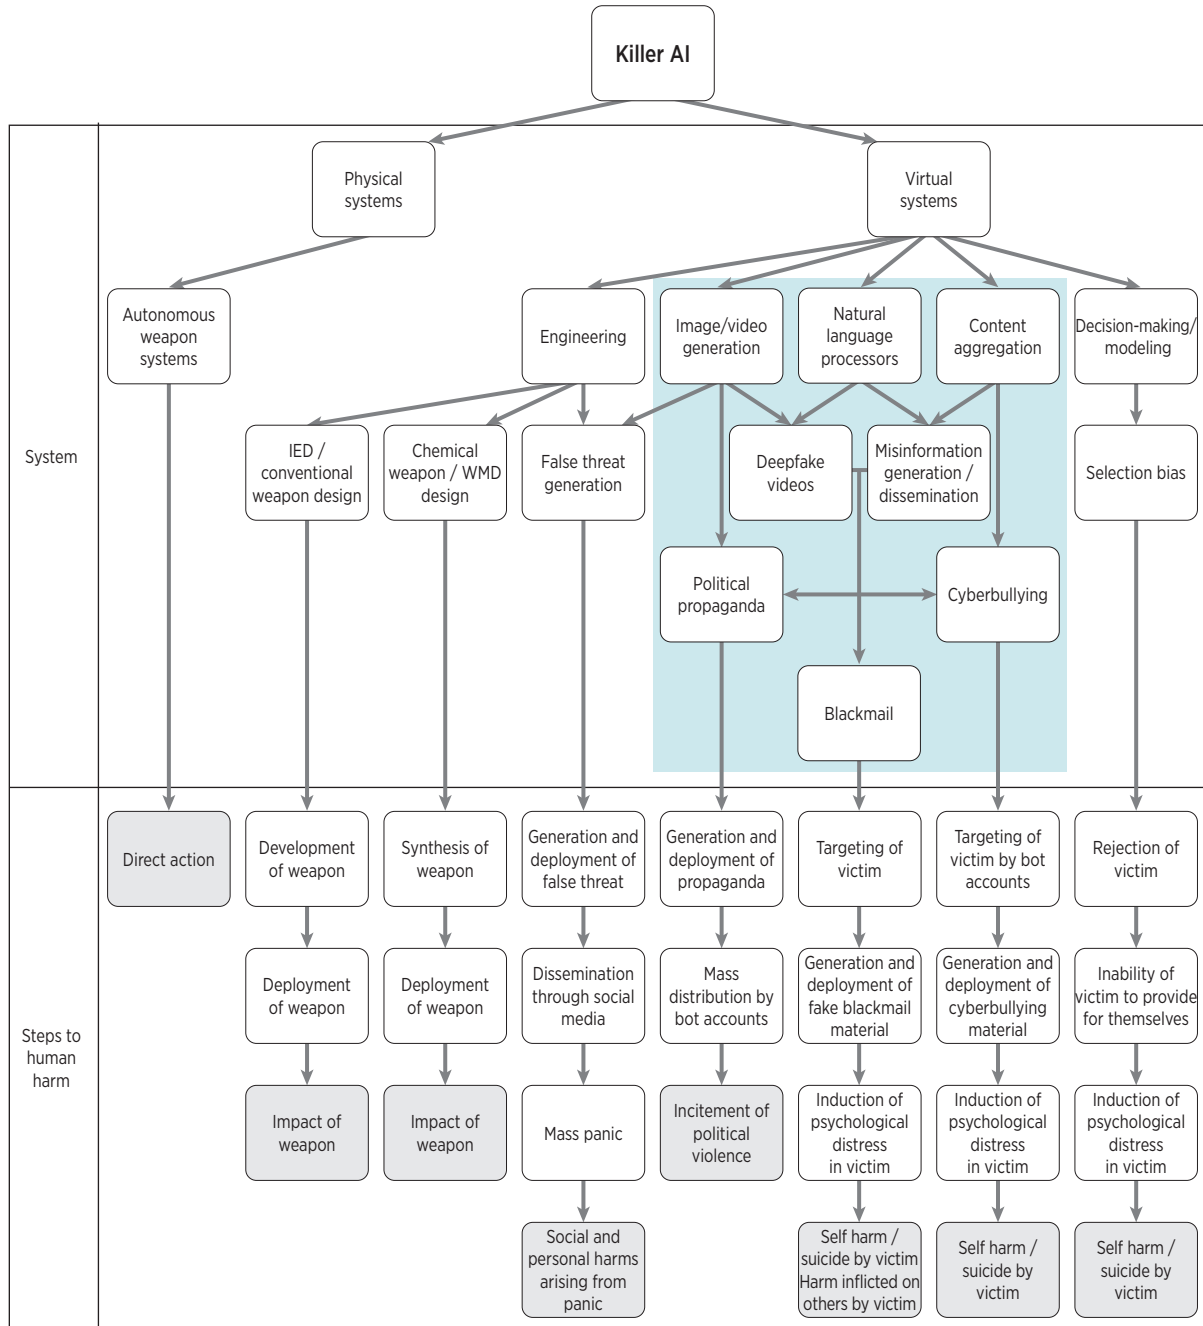 Killer AI
Physical
systems
Virtual
systems
Autonomous
weapon
systems
Engineering
Image/video
generation
Natural
language
processors
Content
aggregation
Decision-making/
modeling
System
IED /
conventional
weapon design
Chemical
weapon / WMD
design
False threat
generation
Deepfake
videos
Misinformation
generation /
dissemination
Selection bias
Political
propaganda
Cyberbullying
Blackmail
Steps to
human
harm
Direct action
Development
of weapon
Synthesis of
weapon
Generation and
deployment of
false threat
Generation and
deployment of
propaganda
Targeting of
victim
Targeting of
victim by bot
accounts
Rejection of
victim
Deployment
of weapon
Deployment
of weapon
Dissemination
through social
media
Mass
distribution by
bot accounts
Generation and
deployment of
fake blackmail
material
Generation and
deployment of
cyberbullying
material
Inability of
victim to provide
for themselves
Impact of
weapon
Impact of
weapon
Mass panic
Incitement of
political
violence
Induction of
psychological
distress
in victim
Induction of
psychological
distress
in victim
Induction of
psychological
distress
in victim
Social and
personal harms
arising from
panic
Self harm /
suicide by victim
Harm inflicted on
others by victim
Self harm /
suicide by
victim
Self harm /
suicide by
victim